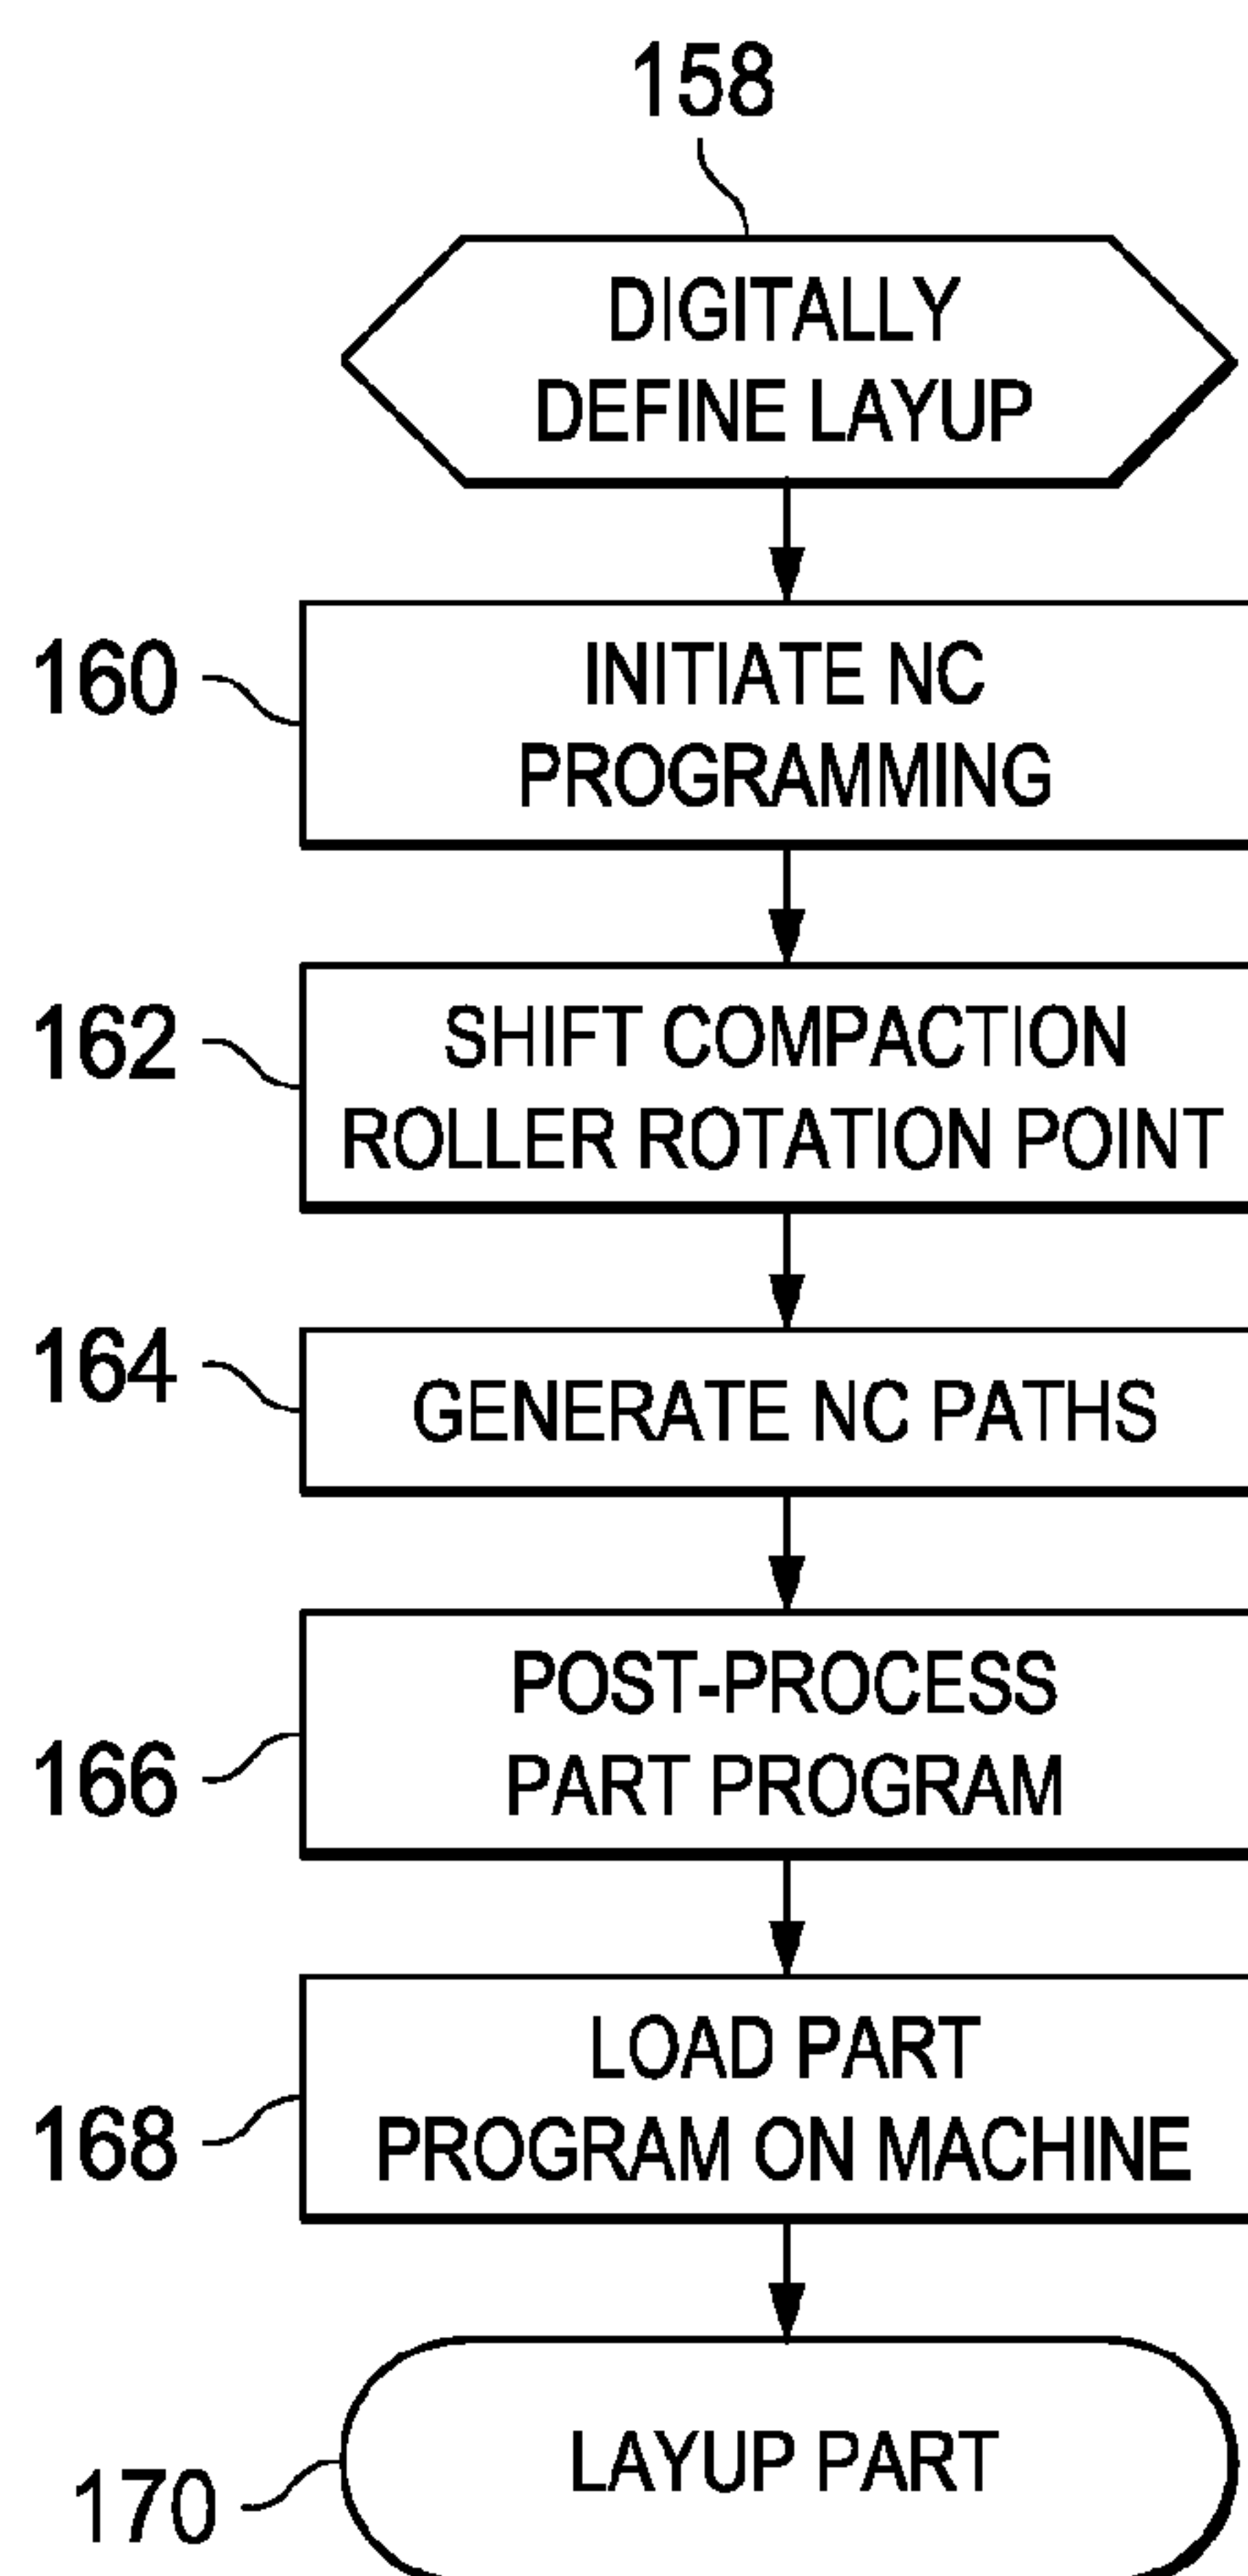 158
DIGITALLY
DEFINE LAYUP
160
INITIATE NC
PROGRAMMING
162
SHIFT COMPACTION
ROLLER ROTATION POINT
164
GENERATE NC PATHS
166
POST-PROCESS
PART PROGRAM
168
LOAD PART
PROGRAM ON MACHINE
170
LAYUP PART